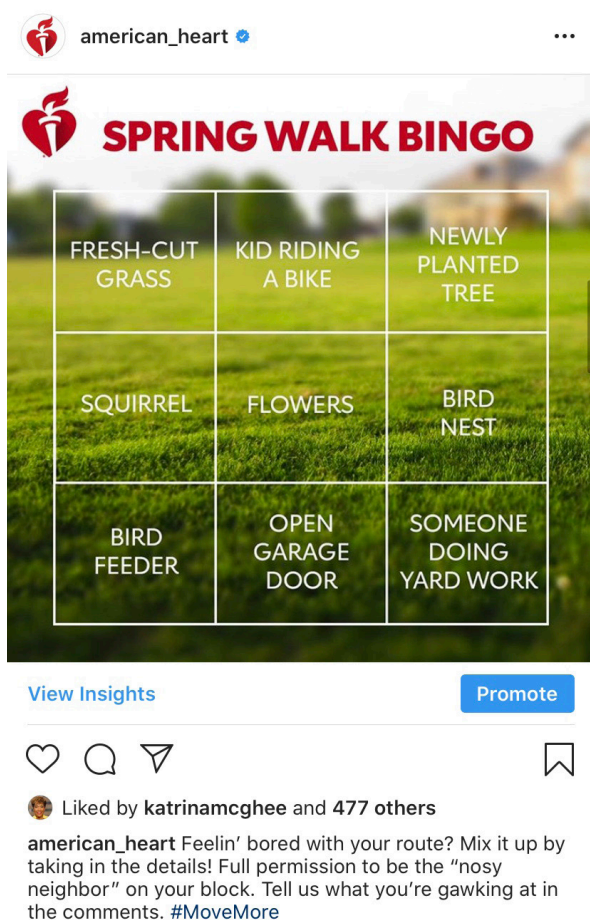 american_heart
SPRING WALK BINGO
FRESH-CUT
GRASS
KID RIDING
A BIKE
NEWLY
PLANTED
TREE
SQUIRREL
FLOWERS
BIRD
NEST
BIRD
FEEDER
OPEN
GARAGE
DOOR
SOMEONE
DOING
YARD WORK
View Insights
Promote
Liked by katrinamcghee and 477 others
american_heart Feelin’ bored with your route? Mix it up by
taking in the details! Full permission to be the “nosy
neighbor” on your block. Tell us what you’re gawking at in
the comments. #MoveMore